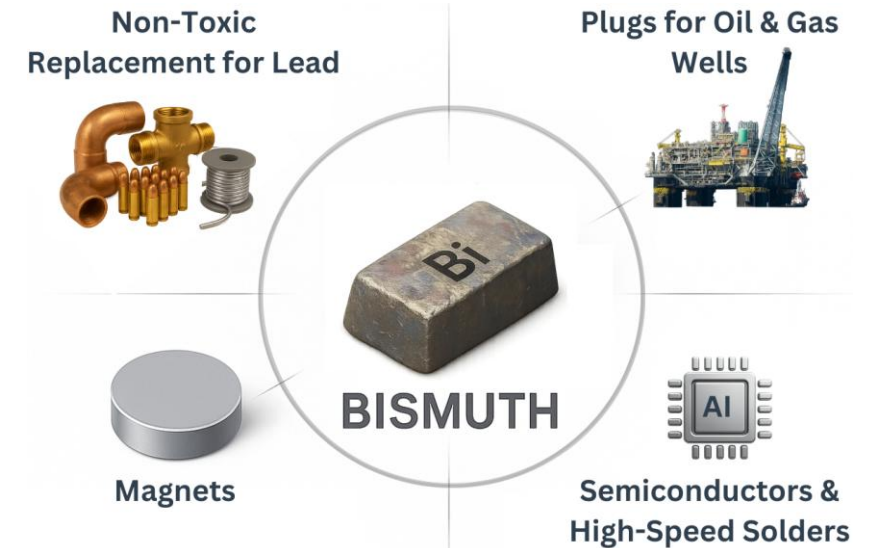 Non-Toxic
Replacement for Lead
Plugs for Oil & Gas
Wells
Bi
BISMUTH
AI
Magnets
Semiconductors &
High-Speed Solders